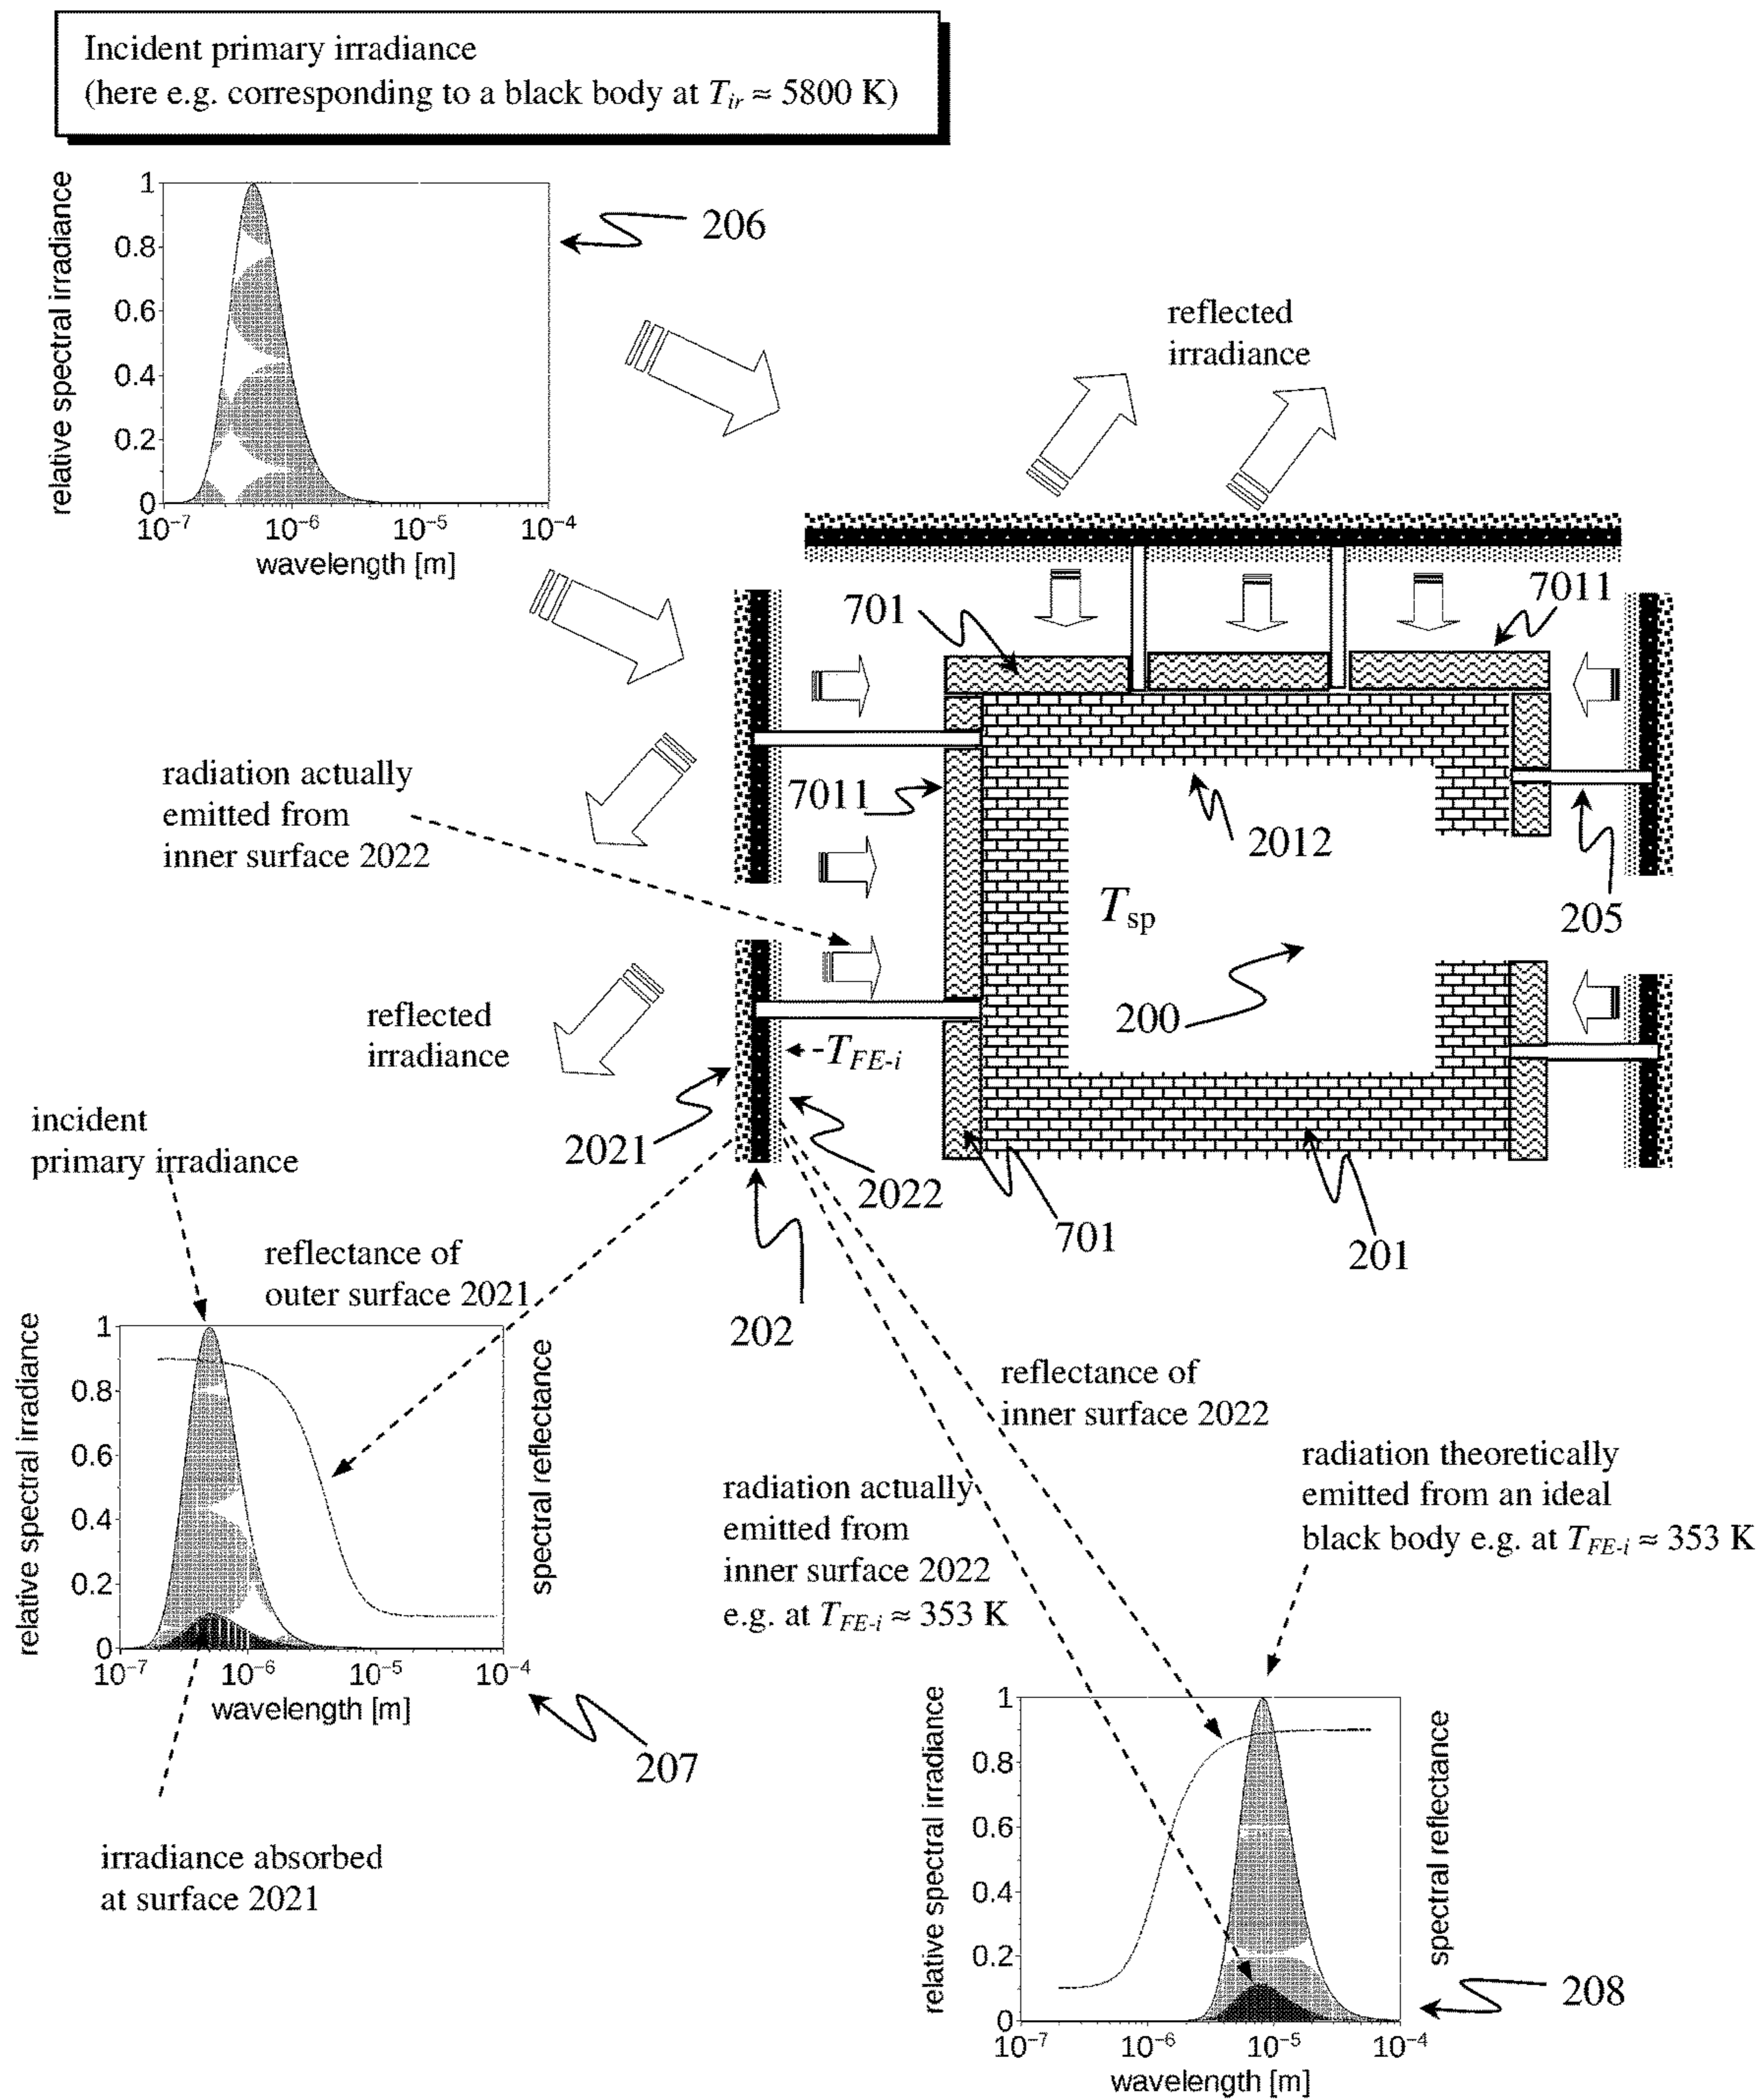 Incident primary irradiance
(here e.g. corresponding to a black body at T_ir ≈ 5800 K)
relative spectral irradiance
1
0.8
0.6
0.4
0.2
0
10⁻⁷ 10⁻⁶ 10⁻⁵ 10⁻⁴
wavelength [m]
206
reflected
irradiance
701
7011
radiation actually
emitted from
inner surface 2022
7011
2012
T_sp
205
200
reflected
irradiance
T_FE-i
2021
2022
701
201
202
incident
primary irradiance
reflectance of
outer surface 2021
relative spectral irradiance
1
0.8
0.6
0.4
0.2
0
10⁻⁷ 10⁻⁶ 10⁻⁵ 10⁻⁴
wavelength [m]
spectral reflectance
207
irradiance absorbed
at surface 2021
reflectance of
inner surface 2022
radiation actually
emitted from
inner surface 2022
e.g. at T_FE-i ≈ 353 K
radiation theoretically
emitted from an ideal
black body e.g. at T_FE-i ≈ 353 K
relative spectral irradiance
1
0.8
0.6
0.4
0.2
0
10⁻⁷ 10⁻⁶ 10⁻⁵ 10⁻⁴
wavelength [m]
spectral reflectance
208